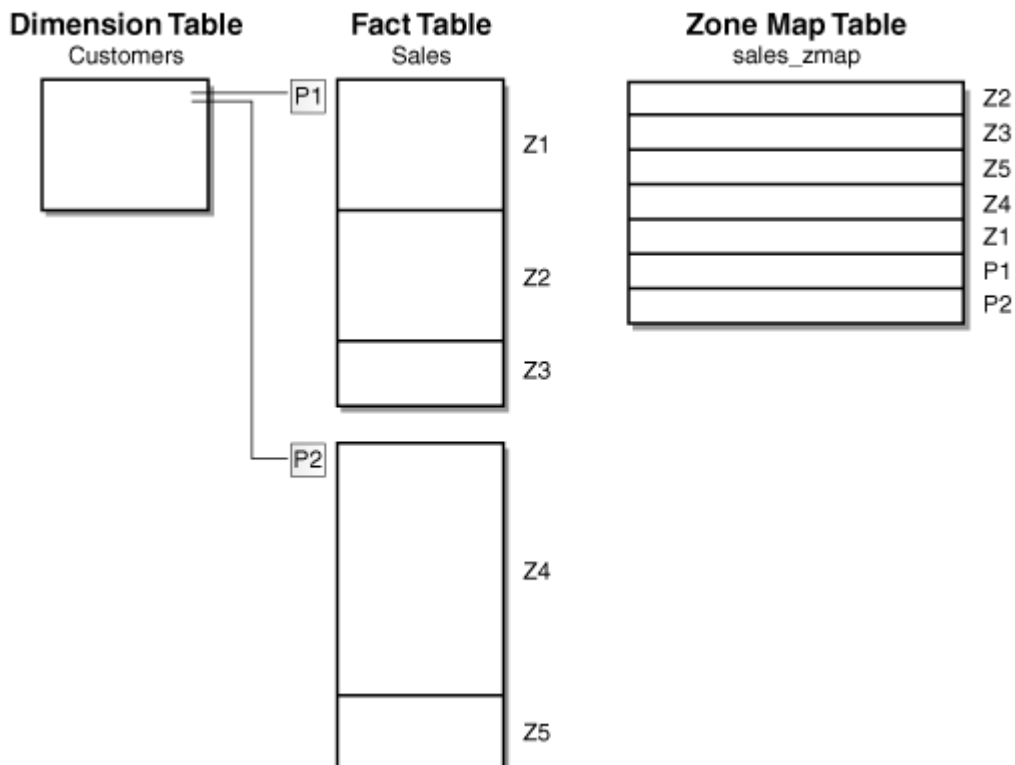 Dimension Table
Customers
Fact Table
Sales
Zone Map Table
sales_zmap
P1
Z1
Z2
Z3
P2
Z4
Z5
Z2
Z3
Z5
Z4
Z1
P1
P2